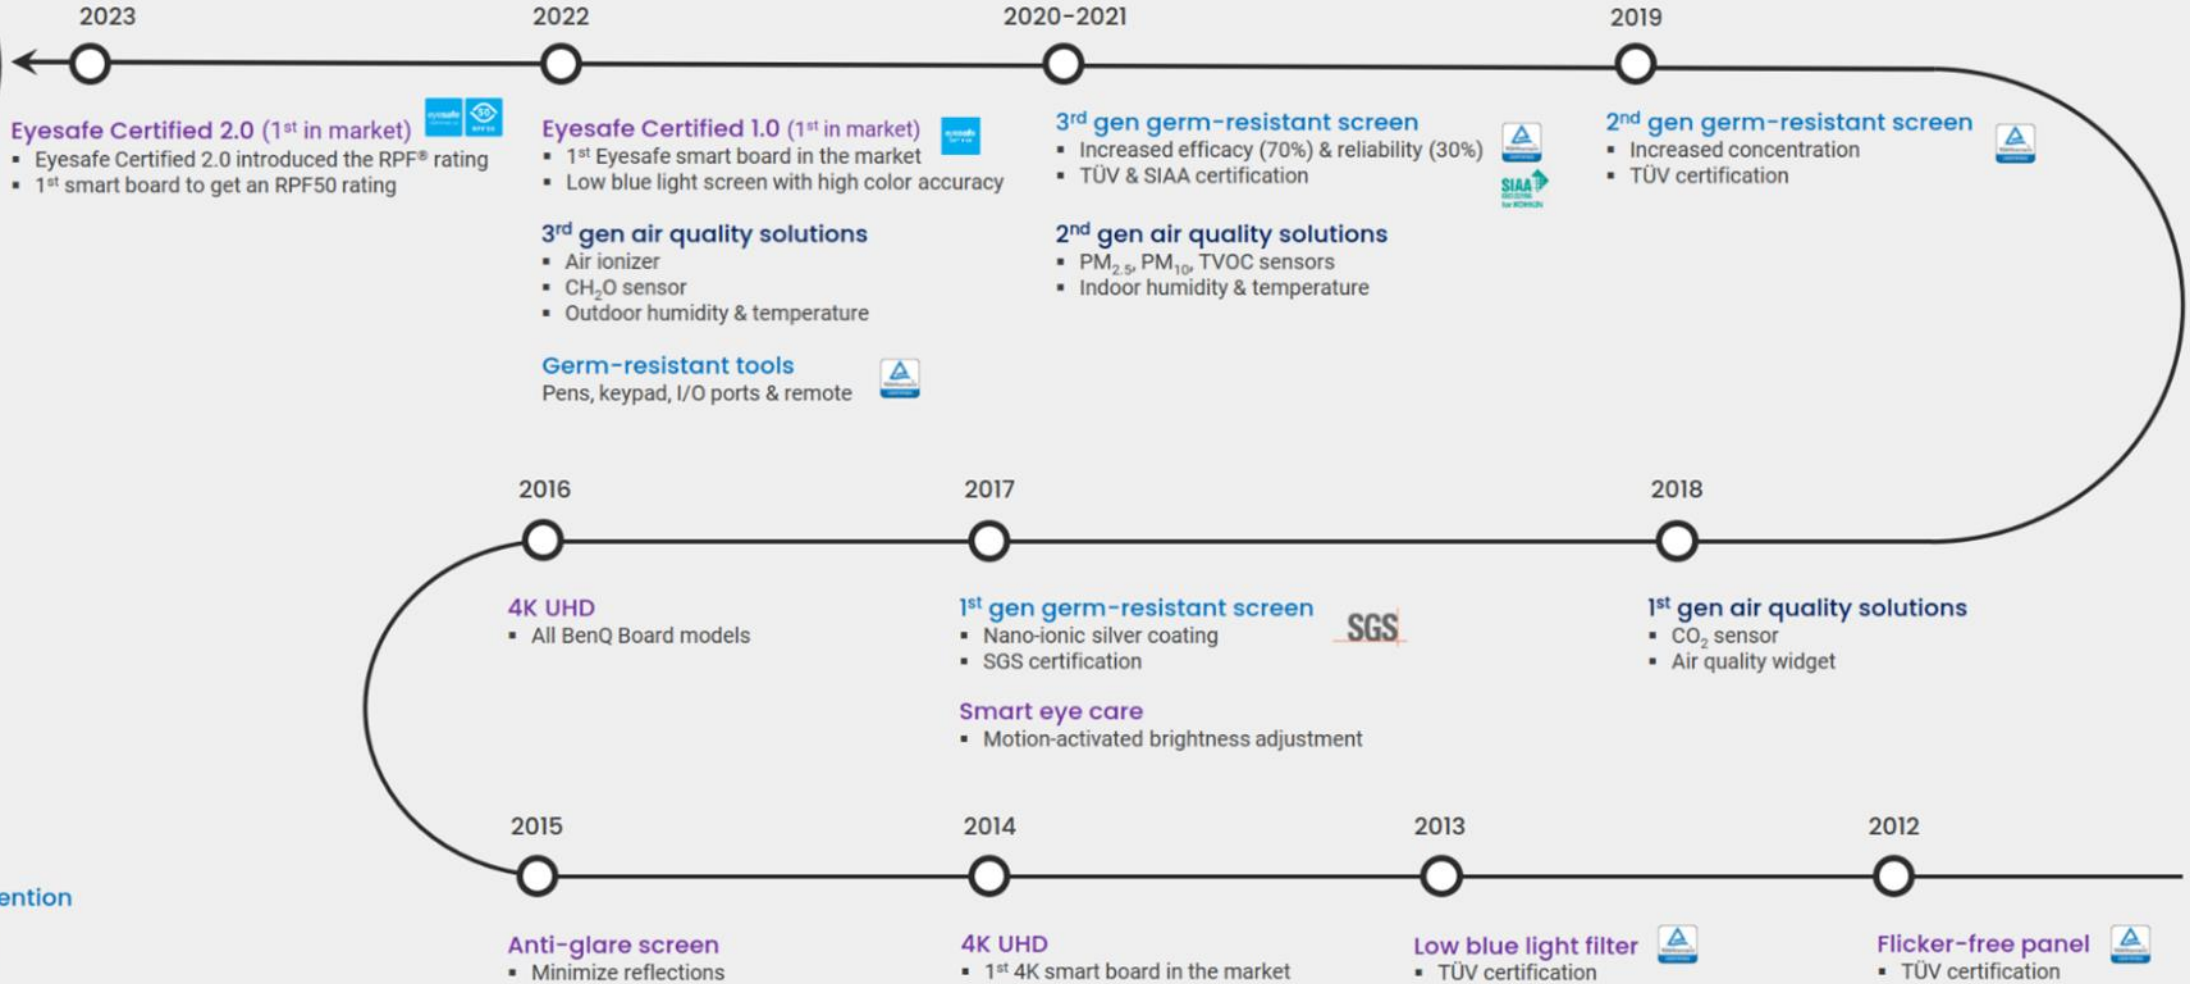 2023
2022
2020-2021
2019
Eyesafe Certified 2.0 (1st in market)
▪ Eyesafe Certified 2.0 introduced the RPF® rating
▪ 1st smart board to get an RPF50 rating
Eyesafe Certified 1.0 (1st in market)
▪ 1st Eyesafe smart board in the market
▪ Low blue light screen with high color accuracy
3rd gen air quality solutions
▪ Air ionizer
▪ CH₂O sensor
▪ Outdoor humidity & temperature
Germ-resistant tools
Pens, keypad, I/O ports & remote
3rd gen germ-resistant screen
▪ Increased efficacy (70%) & reliability (30%)
▪ TÜV & SIAA certification
SIAA
2nd gen air quality solutions
▪ PM₂.₅, PM₁₀, TVOC sensors
▪ Indoor humidity & temperature
2nd gen germ-resistant screen
▪ Increased concentration
▪ TÜV certification
2016
2017
2018
4K UHD
▪ All BenQ Board models
1st gen germ-resistant screen
▪ Nano-ionic silver coating
▪ SGS certification
SGS
Smart eye care
▪ Motion-activated brightness adjustment
1st gen air quality solutions
▪ CO₂ sensor
▪ Air quality widget
2015
2014
2013
2012
ention
Anti-glare screen
▪ Minimize reflections
4K UHD
▪ 1st 4K smart board in the market
Low blue light filter
▪ TÜV certification
Flicker-free panel
▪ TÜV certification